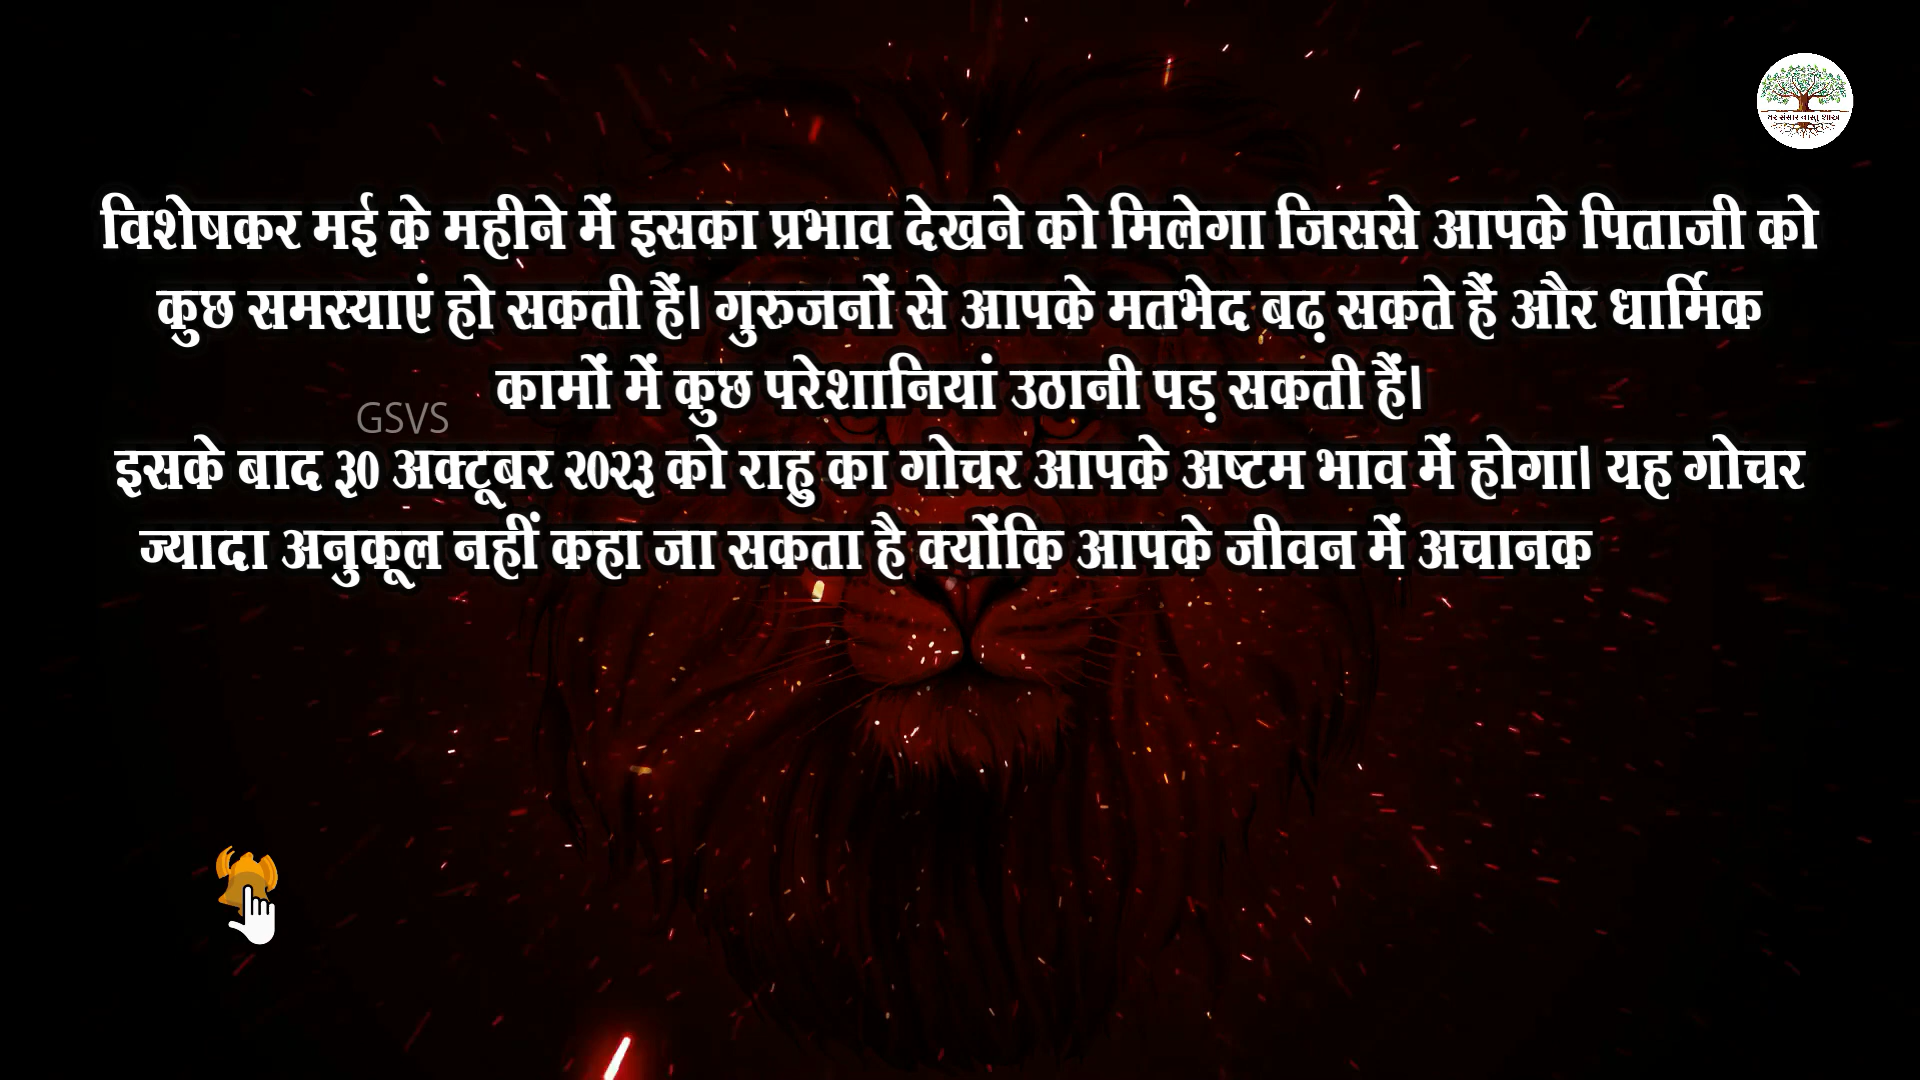 घर संसार वास्तु शास्त्र
विशेषकर मई के महीने में इसका प्रभाव देखने को मिलेगा जिससे आपके पिताजी को
कुछ समस्याएं हो सकती हैं। गुरुजनों से आपके मतभेद बढ़ सकते हैं और धार्मिक
कामों में कुछ परेशानियां उठानी पड़ सकती हैं।
GSVS
इसके बाद ३० अक्टूबर २०२३ को राहु का गोचर आपके अष्टम भाव में होगा। यह गोचर
ज्यादा अनुकूल नहीं कहा जा सकता है क्योंकि आपके जीवन में अचानक